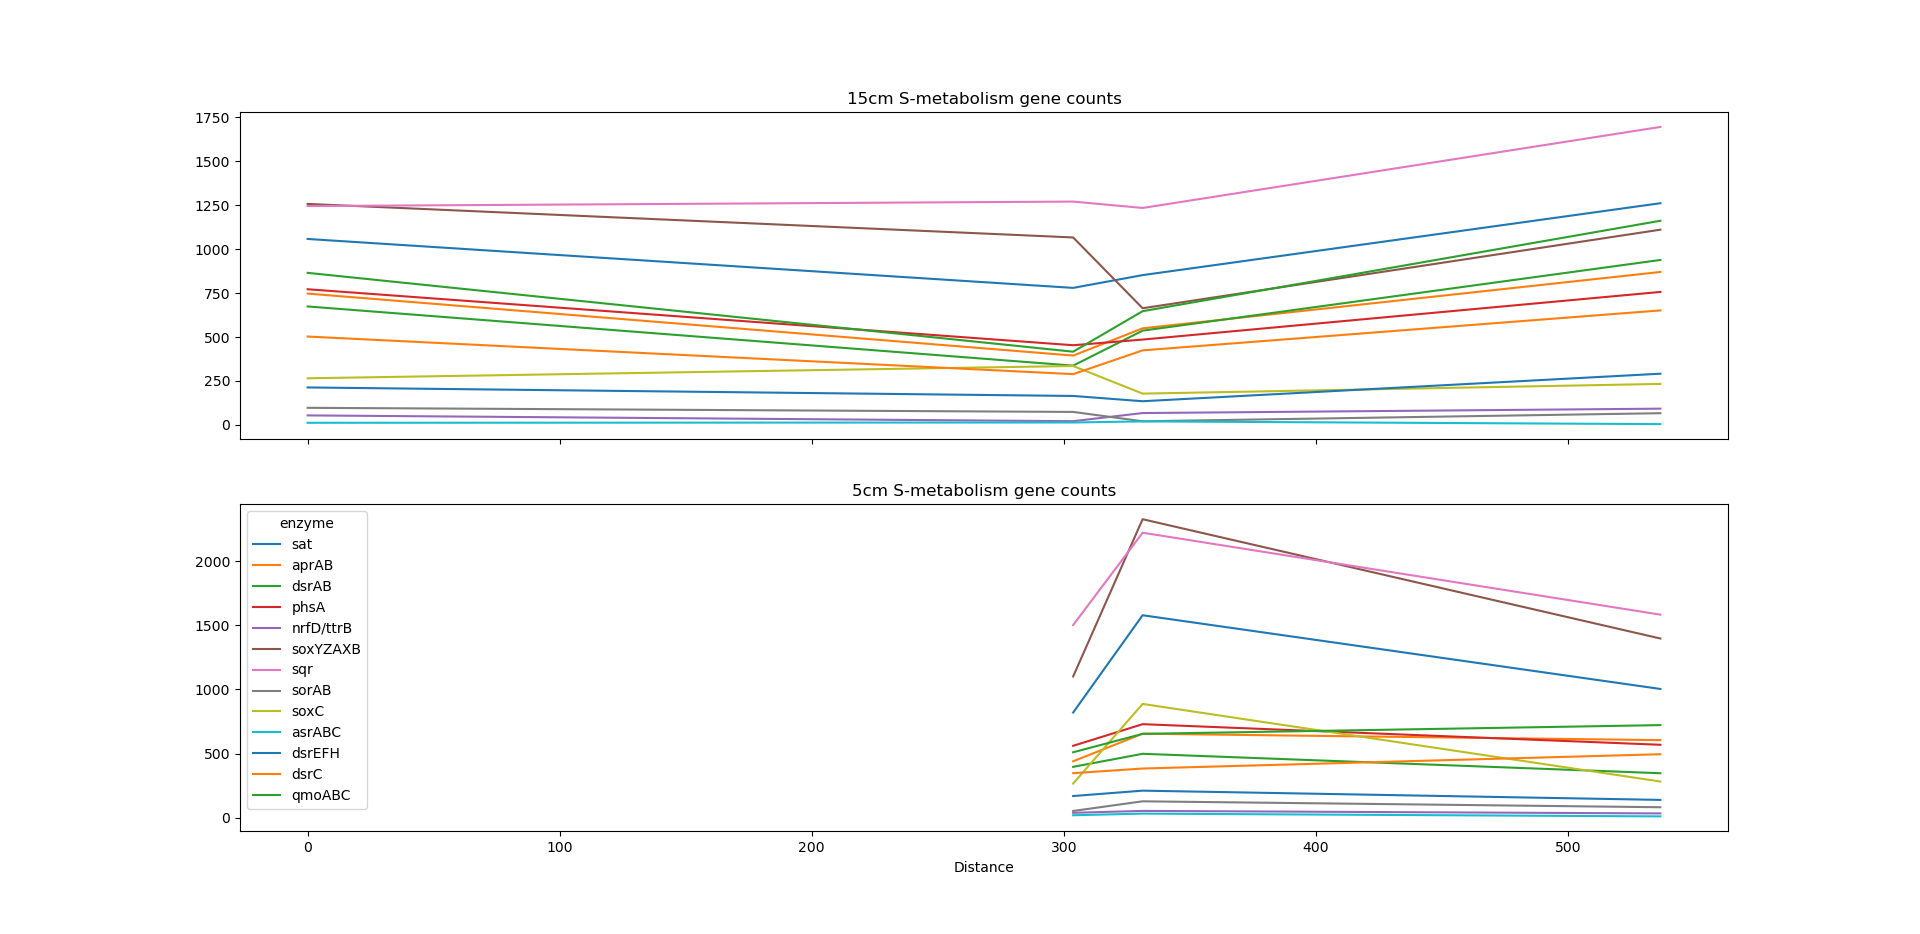 15cm S-metabolism gene counts
1750
1500
1250
1000
750
500
250
0
5cm S-metabolism gene counts
enzyme
sat
aprAB
dsrAB
phsA
nrfD/ttrB
soxYZAXB
sqr
sorAB
soxC
asrABC
dsrEFH
dsrC
qmoABC
2000
1500
1000
500
0
0 100 200 300 400 500
Distance